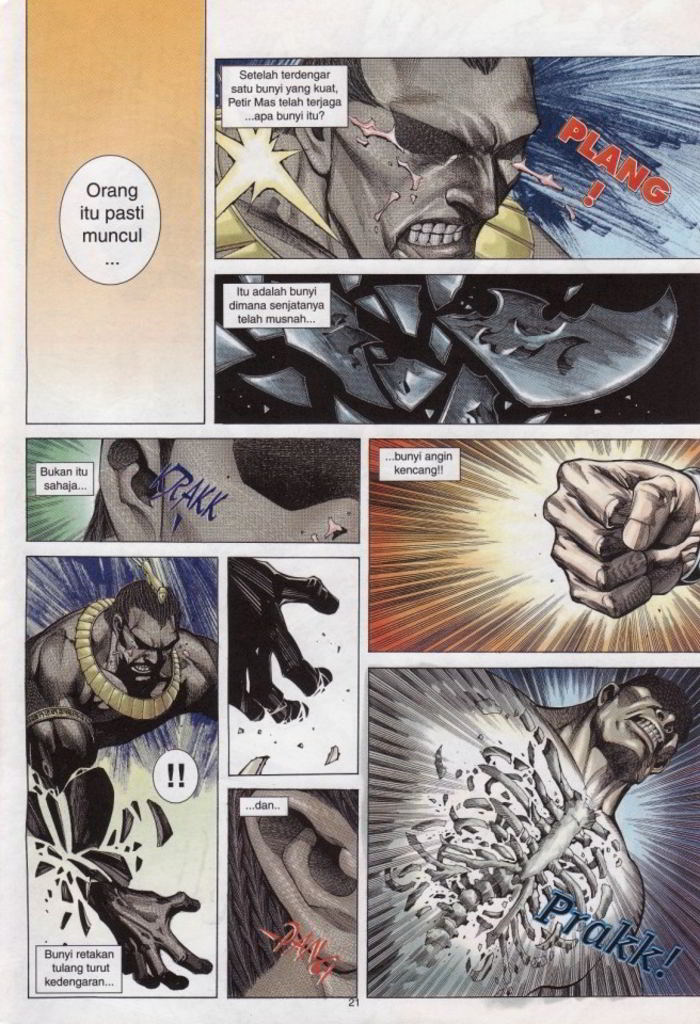 Orang
itu pasti
muncul
...
Setelah terdengar
satu bunyi yang kuat,
Petir Mas telah terjaga
...apa bunyi itu?
PLANG
!
Itu adalah bunyi
dimana senjatanya
telah musnah...
Bukan itu
sahaja...
KRAKK
...bunyi angin
kencang!!
!!
Bunyi retakan
tulang turut
kedengaran...
...dan..
Prakk!
21